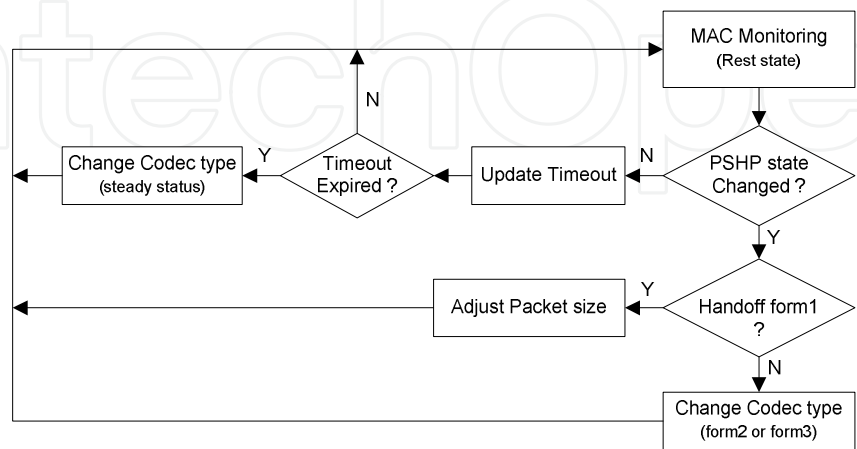 ntechOpe
MAC Monitoring
(Rest state)
N
Change Codec type
(steady status)
Y
Timeout
Expired ?
Update Timeout
N
PSHP state
Changed ?
Y
Adjust Packet size
Y
Handoff form1
?
N
Change Codec type
(form2 or form3)